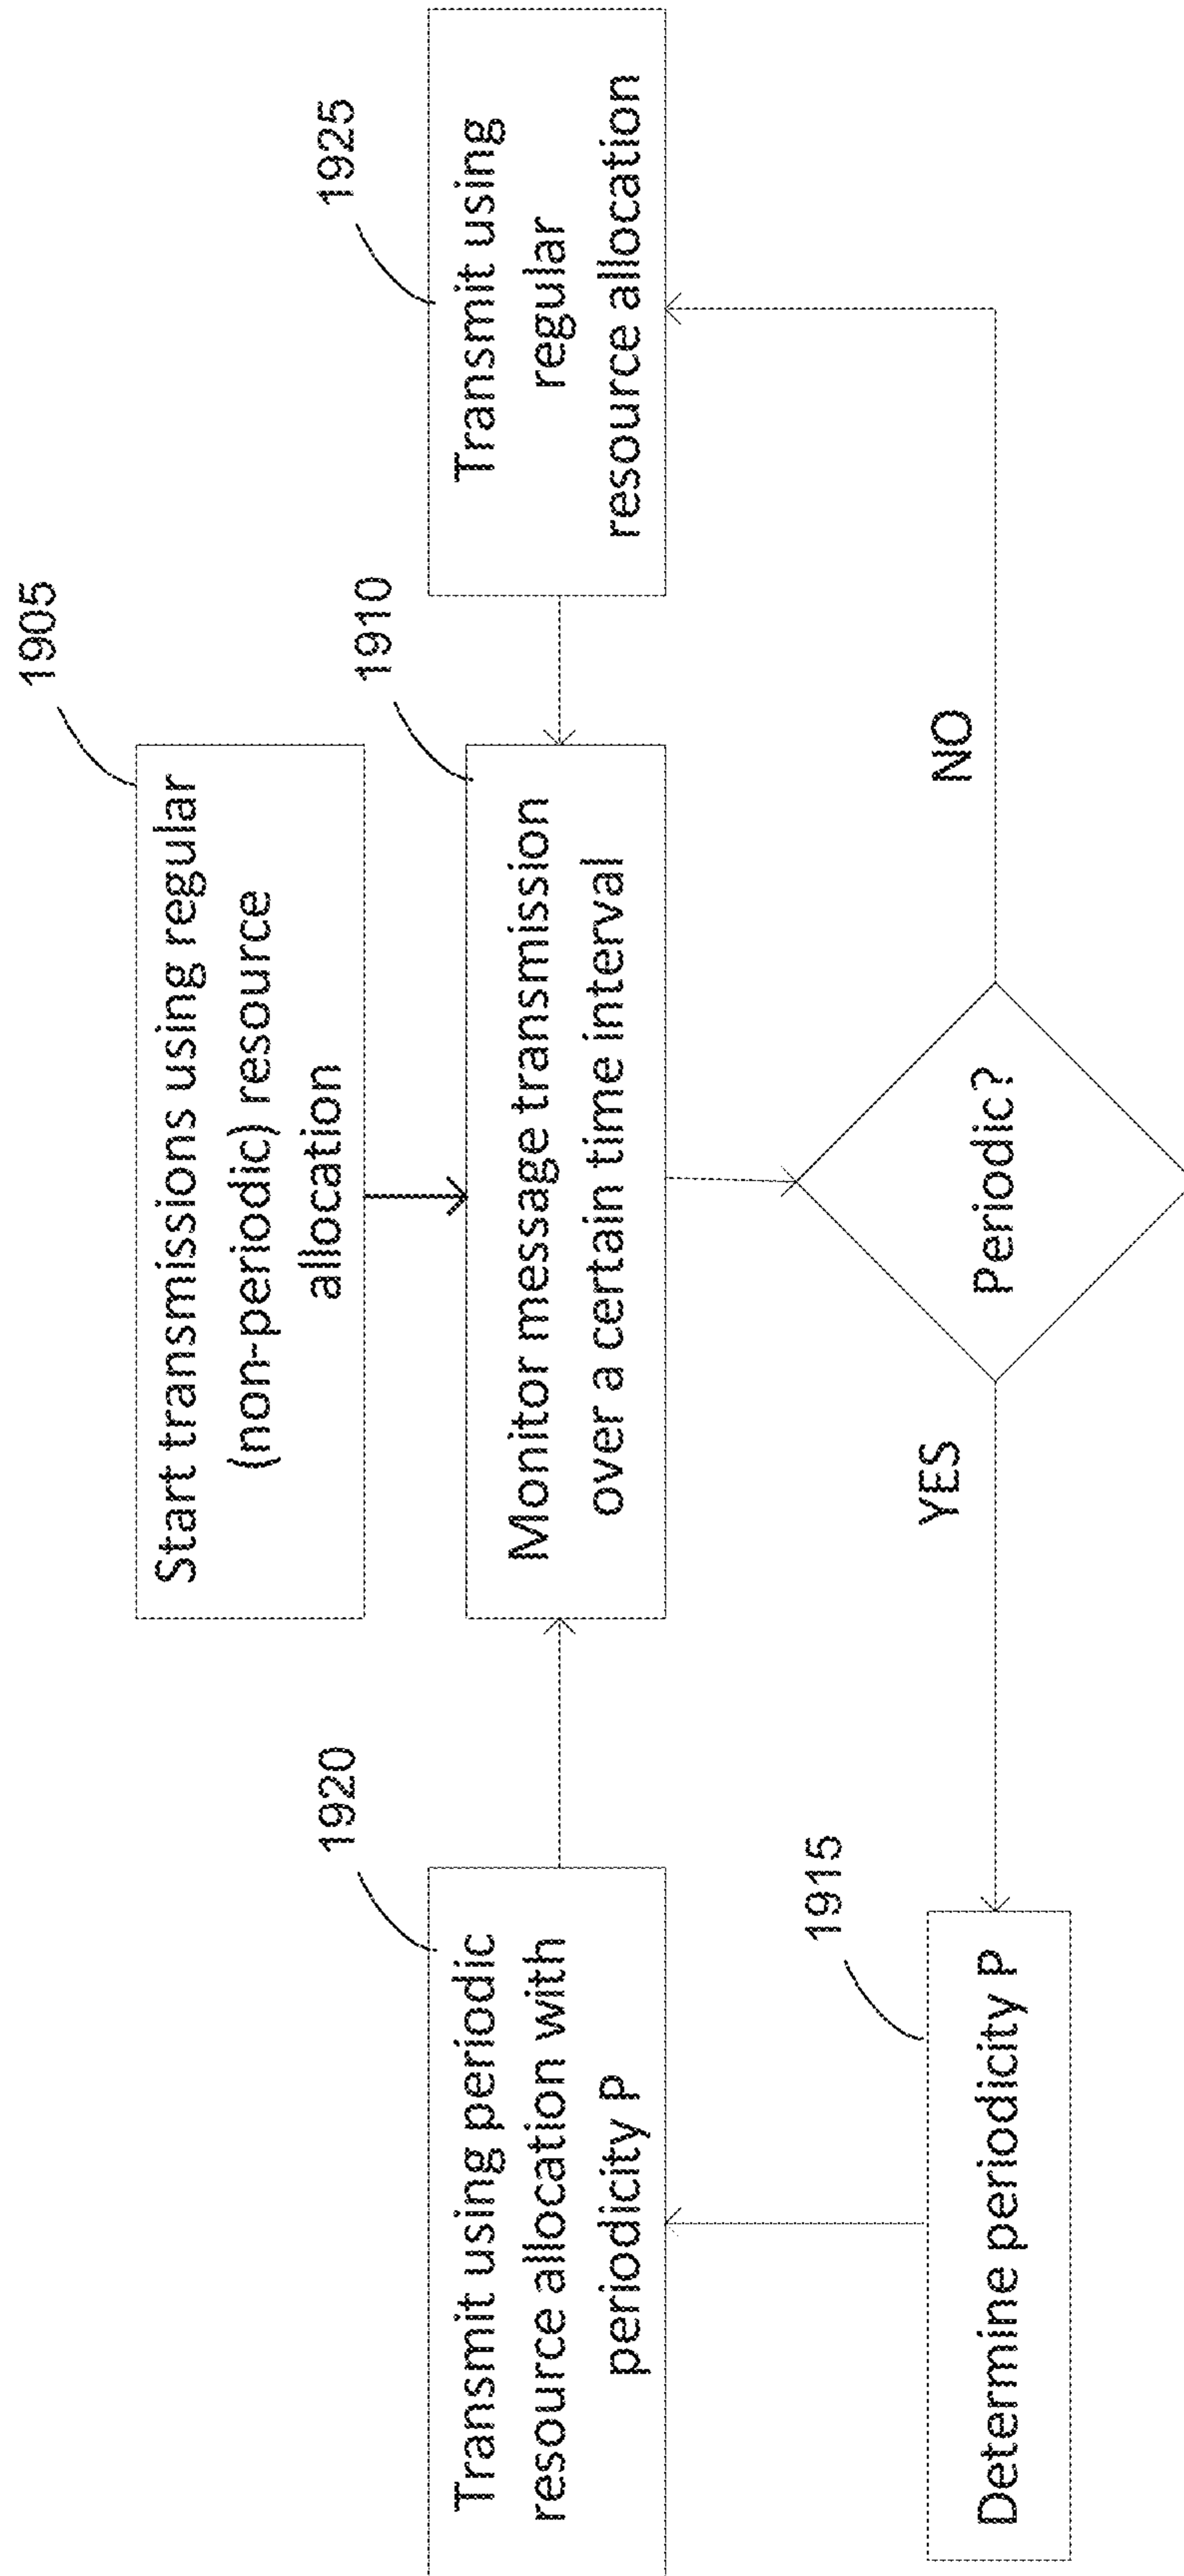 1905
Start transmissions using regular
(non-periodic) resource
allocation
1920
Transmit using periodic
resource allocation with
periodicity P
1910
Monitor message transmission
over a certain time interval
1925
Transmit using
regular
resource allocation
1915
Determine periodicity P
YES
Periodic?
NO